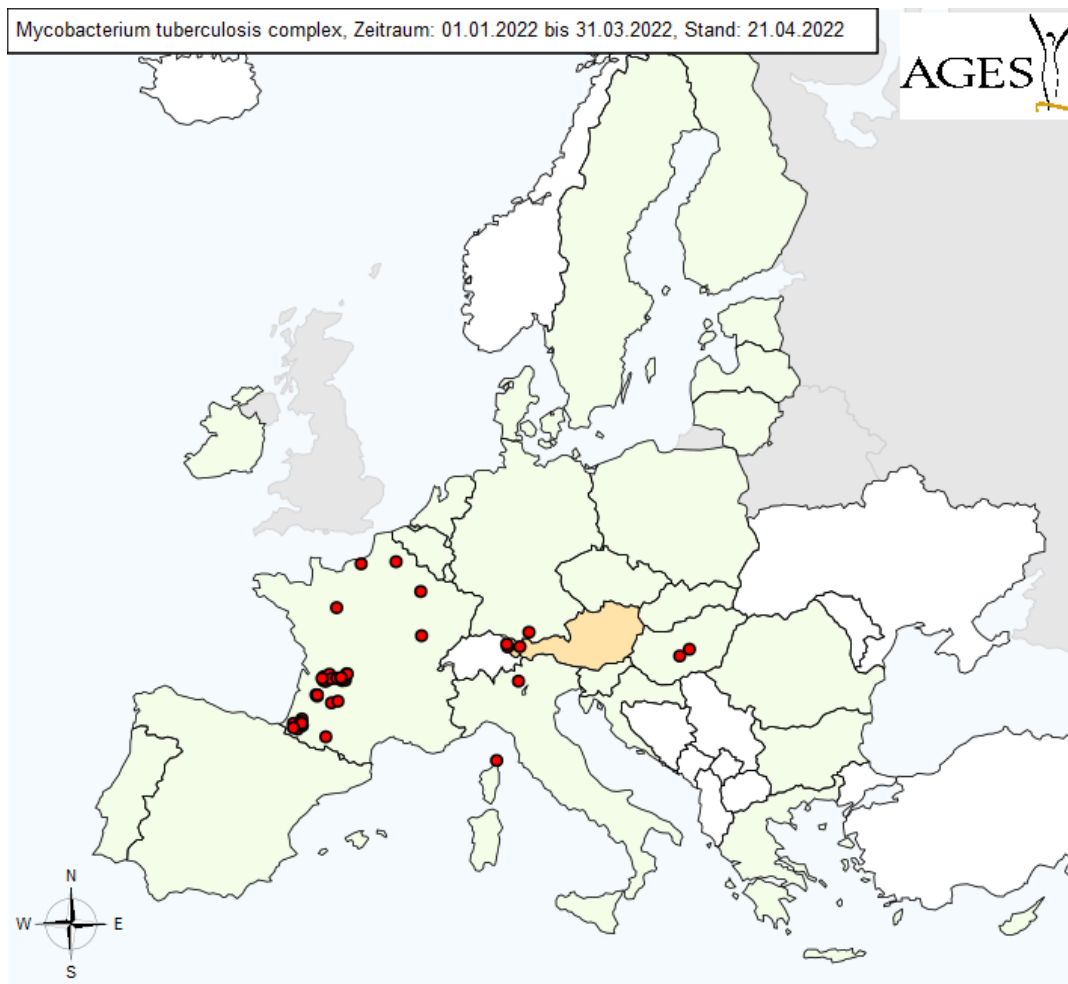 Mycobacterium tuberculosis complex, Zeitraum: 01.01.2022 bis 31.03.2022, Stand: 21.04.2022
AGES
N
W E
S